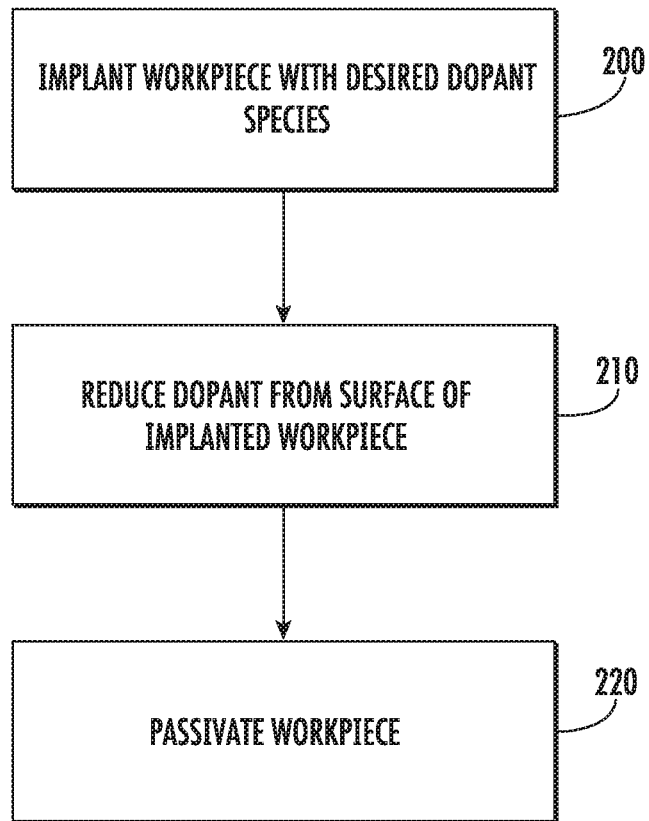 IMPLANT WORKPIECE WITH DESIRED DOPANT
SPECIES
200
REDUCE DOPANT FROM SURFACE OF
IMPLANTED WORKPIECE
210
PASSIVATE WORKPIECE
220